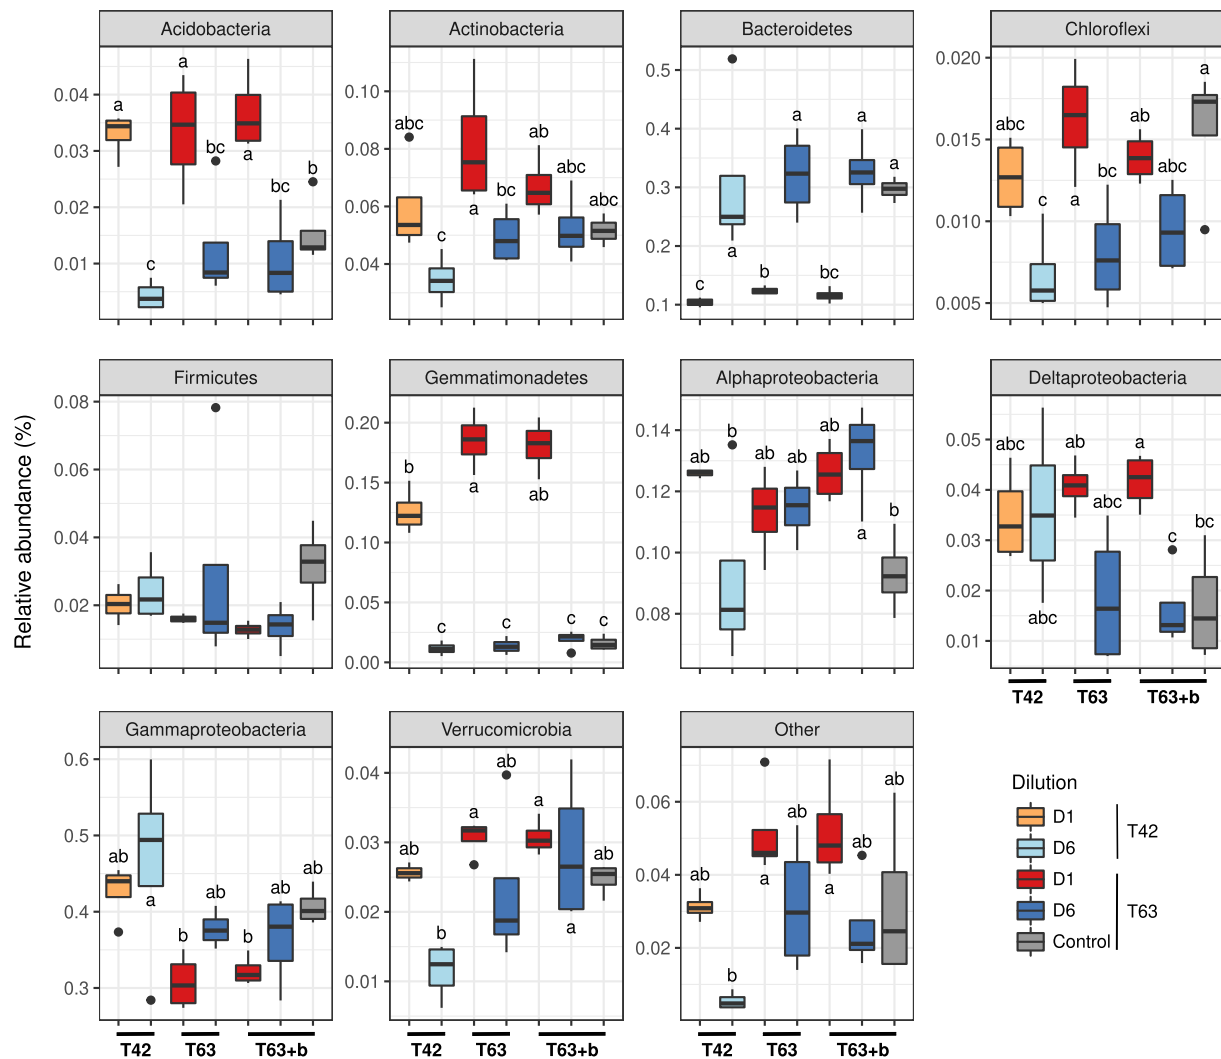 Acidobacteria
Actinobacteria
Bacteroidetes
Chloroflexi
0.04
0.03
0.02
0.01
a
c
a
bc
a
bc
b
0.10
0.08
0.06
0.04
abc
c
a
bc
ab
abc
abc
0.5
0.4
0.3
0.2
0.1
c
a
b
a
bc
a
a
0.020
0.015
0.010
0.005
abc
c
a
bc
ab
abc
a
Relative abundance (%)
Firmicutes
Gemmatimonadetes
Alphaproteobacteria
Deltaproteobacteria
0.08
0.06
0.04
0.02
0.20
0.15
0.10
0.05
0.00
b
c
a
c
ab
c
c
0.14
0.12
0.10
0.08
ab
b
ab
ab
ab
a
b
0.05
0.04
0.03
0.02
0.01
abc
abc
ab
abc
a
c
bc
T42
T63
T63+b
Gammaproteobacteria
Verrucomicrobia
Other
0.6
0.5
0.4
0.3
ab
a
b
ab
b
ab
ab
T42
T63
T63+b
0.04
0.03
0.02
0.01
ab
b
a
ab
a
a
ab
T42
T63
T63+b
0.06
0.04
0.02
ab
b
a
ab
a
ab
ab
T42
T63
T63+b
Dilution
D1
D6
T42
D1
D6
Control
T63